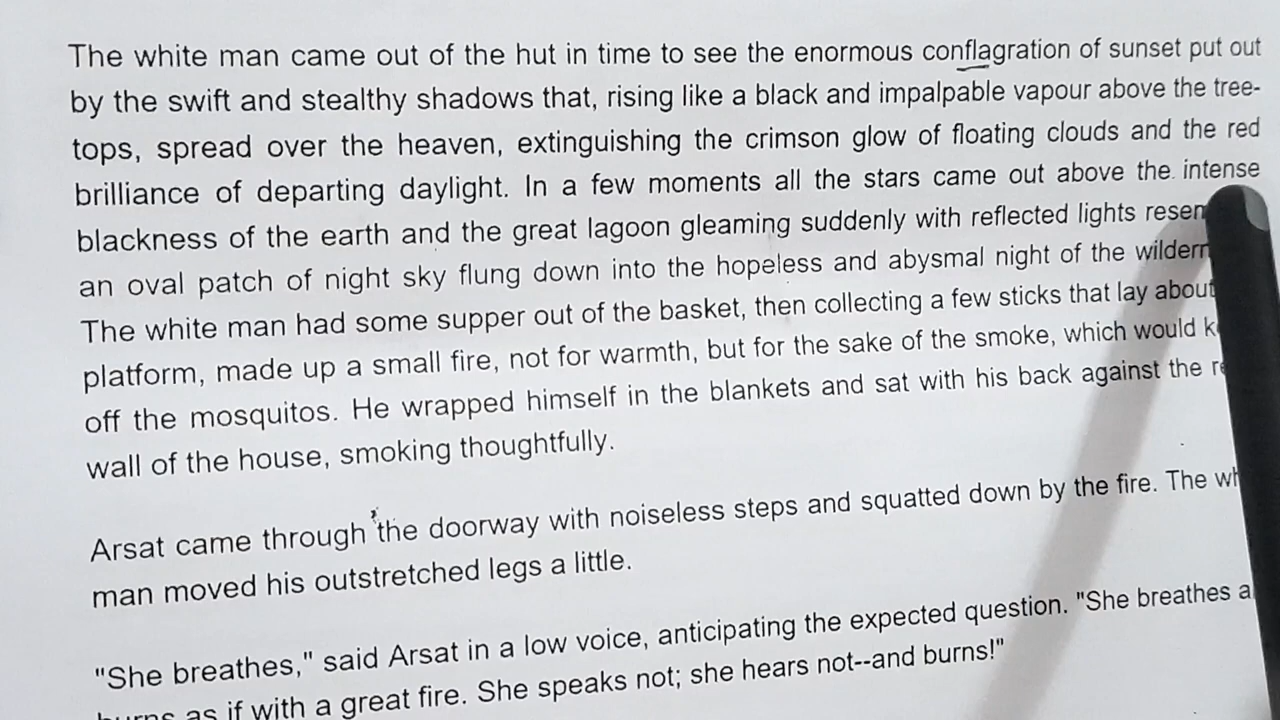 The white man came out of the hut in time to see the enormous conflagration of sunset put out
by the swift and stealthy shadows that, rising like a black and impalpable vapour above the tree-
tops, spread over the heaven, extinguishing the crimson glow of floating clouds and the red
brilliance of departing daylight. In a few moments all the stars came out above the intense
blackness of the earth and the great lagoon gleaming suddenly with reflected lights
an oval patch of night sky flung down into the hopeless and abysmal night of the
The white man had some supper out of the basket, then collecting a few sticks that lay about
platform, made up a small fire, not for warmth, but for the sake of the smoke, which would
off the mosquitos. He wrapped himself in the blankets and sat with his back against the
wall of the house, smoking thoughtfully.
Arsat came through the doorway with noiseless steps and squatted down by the fire. The
man moved his outstretched legs a little.
"She breathes," said Arsat in a low voice, anticipating the expected question. "She breathes
burns as if with a great fire. She speaks not; she hears not--and burns!"